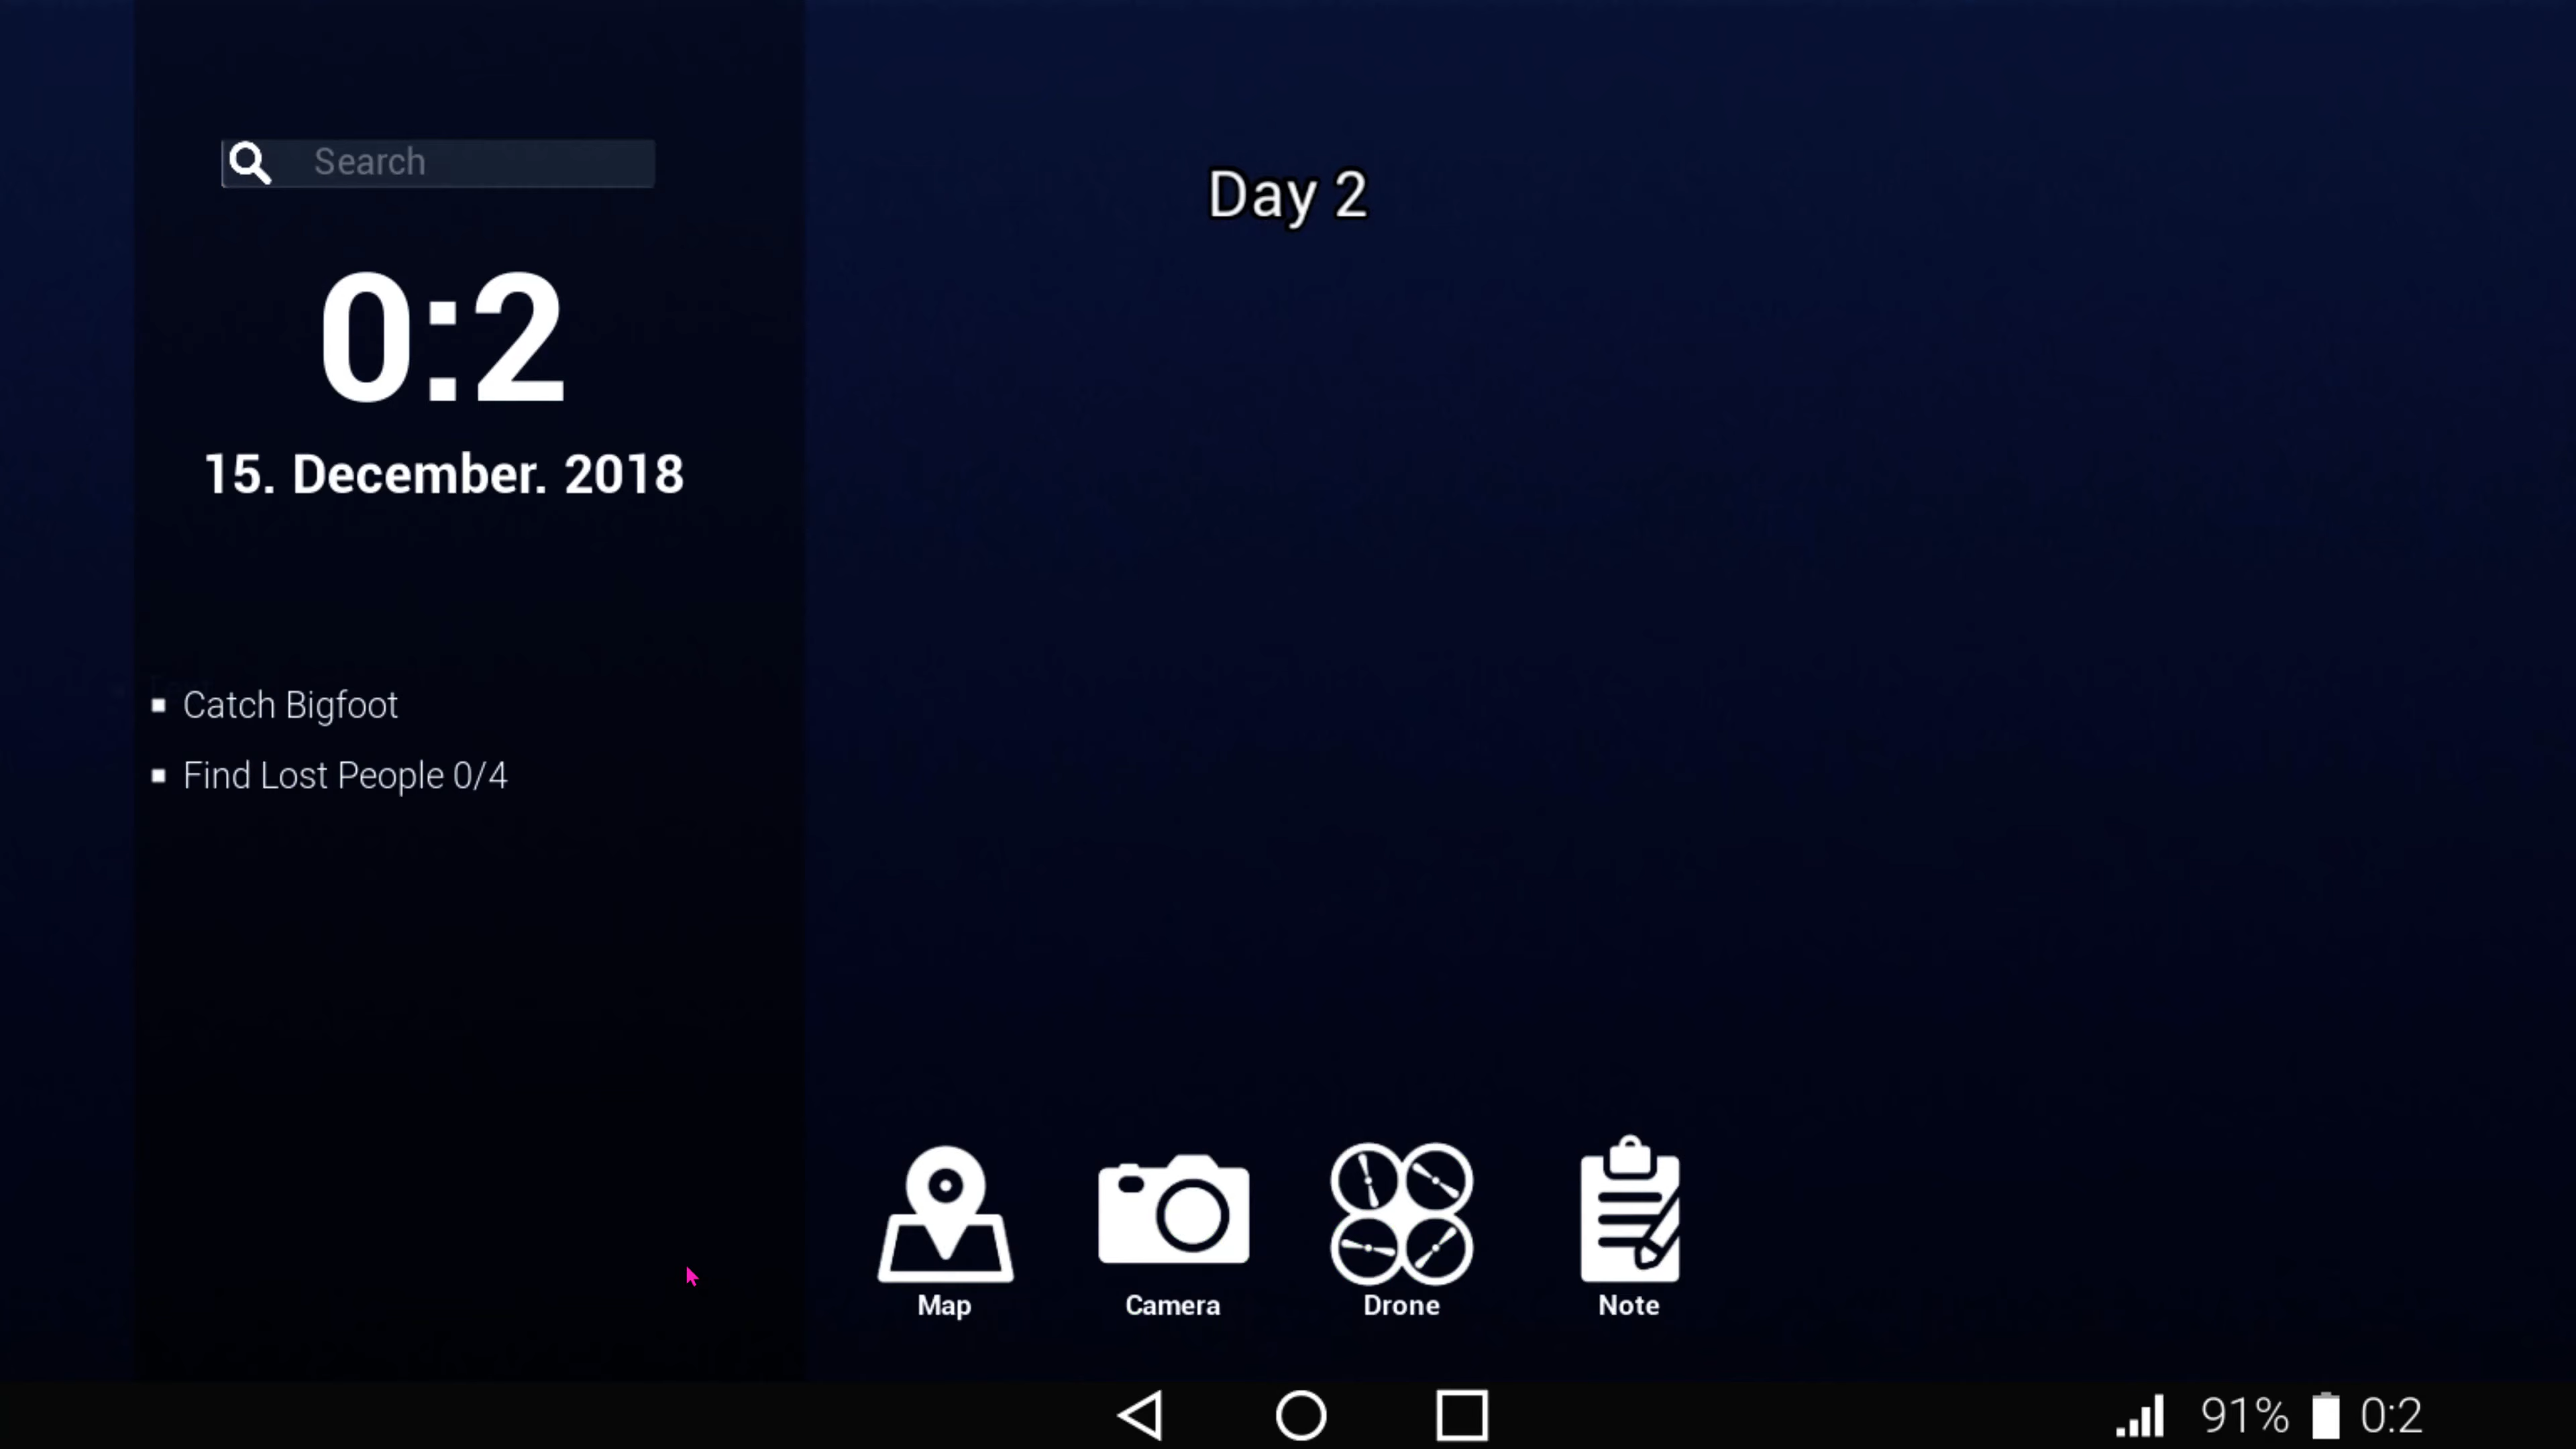 Search
Day 2
0:2
15. December. 2018
Catch Bigfoot
Find Lost People 0/4
Map
Camera
Drone
Note
91%
0:2